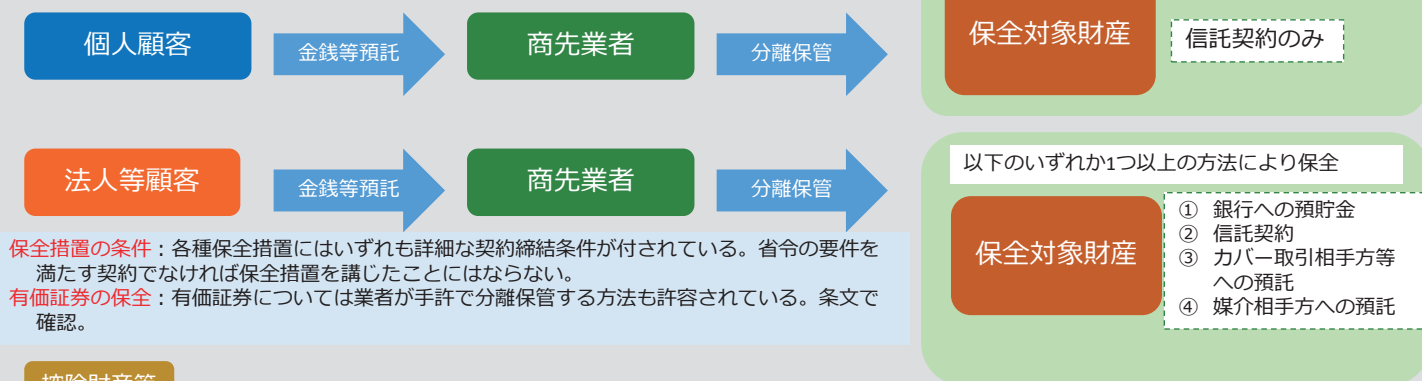 個人顧客
金銭等預託
商先業者
分離保管
保全対象財産
信託契約のみ
法人等顧客
金銭等預託
商先業者
分離保管
以下のいずれか1つ以上の方法により保全
保全対象財産
① 銀行への預貯金
② 信託契約
③ カバー取引相手方等
への預託
④ 媒介相手方への預託
保全措置の条件：各種保全措置にはいずれも詳細な契約締結条件が付されている。省令の要件を
満たす契約でなければ保全措置を講じたことにはならない。
有価証券の保全：有価証券については業者が手許で分離保管する方法も許容されている。条文で
確認。
控除財産等